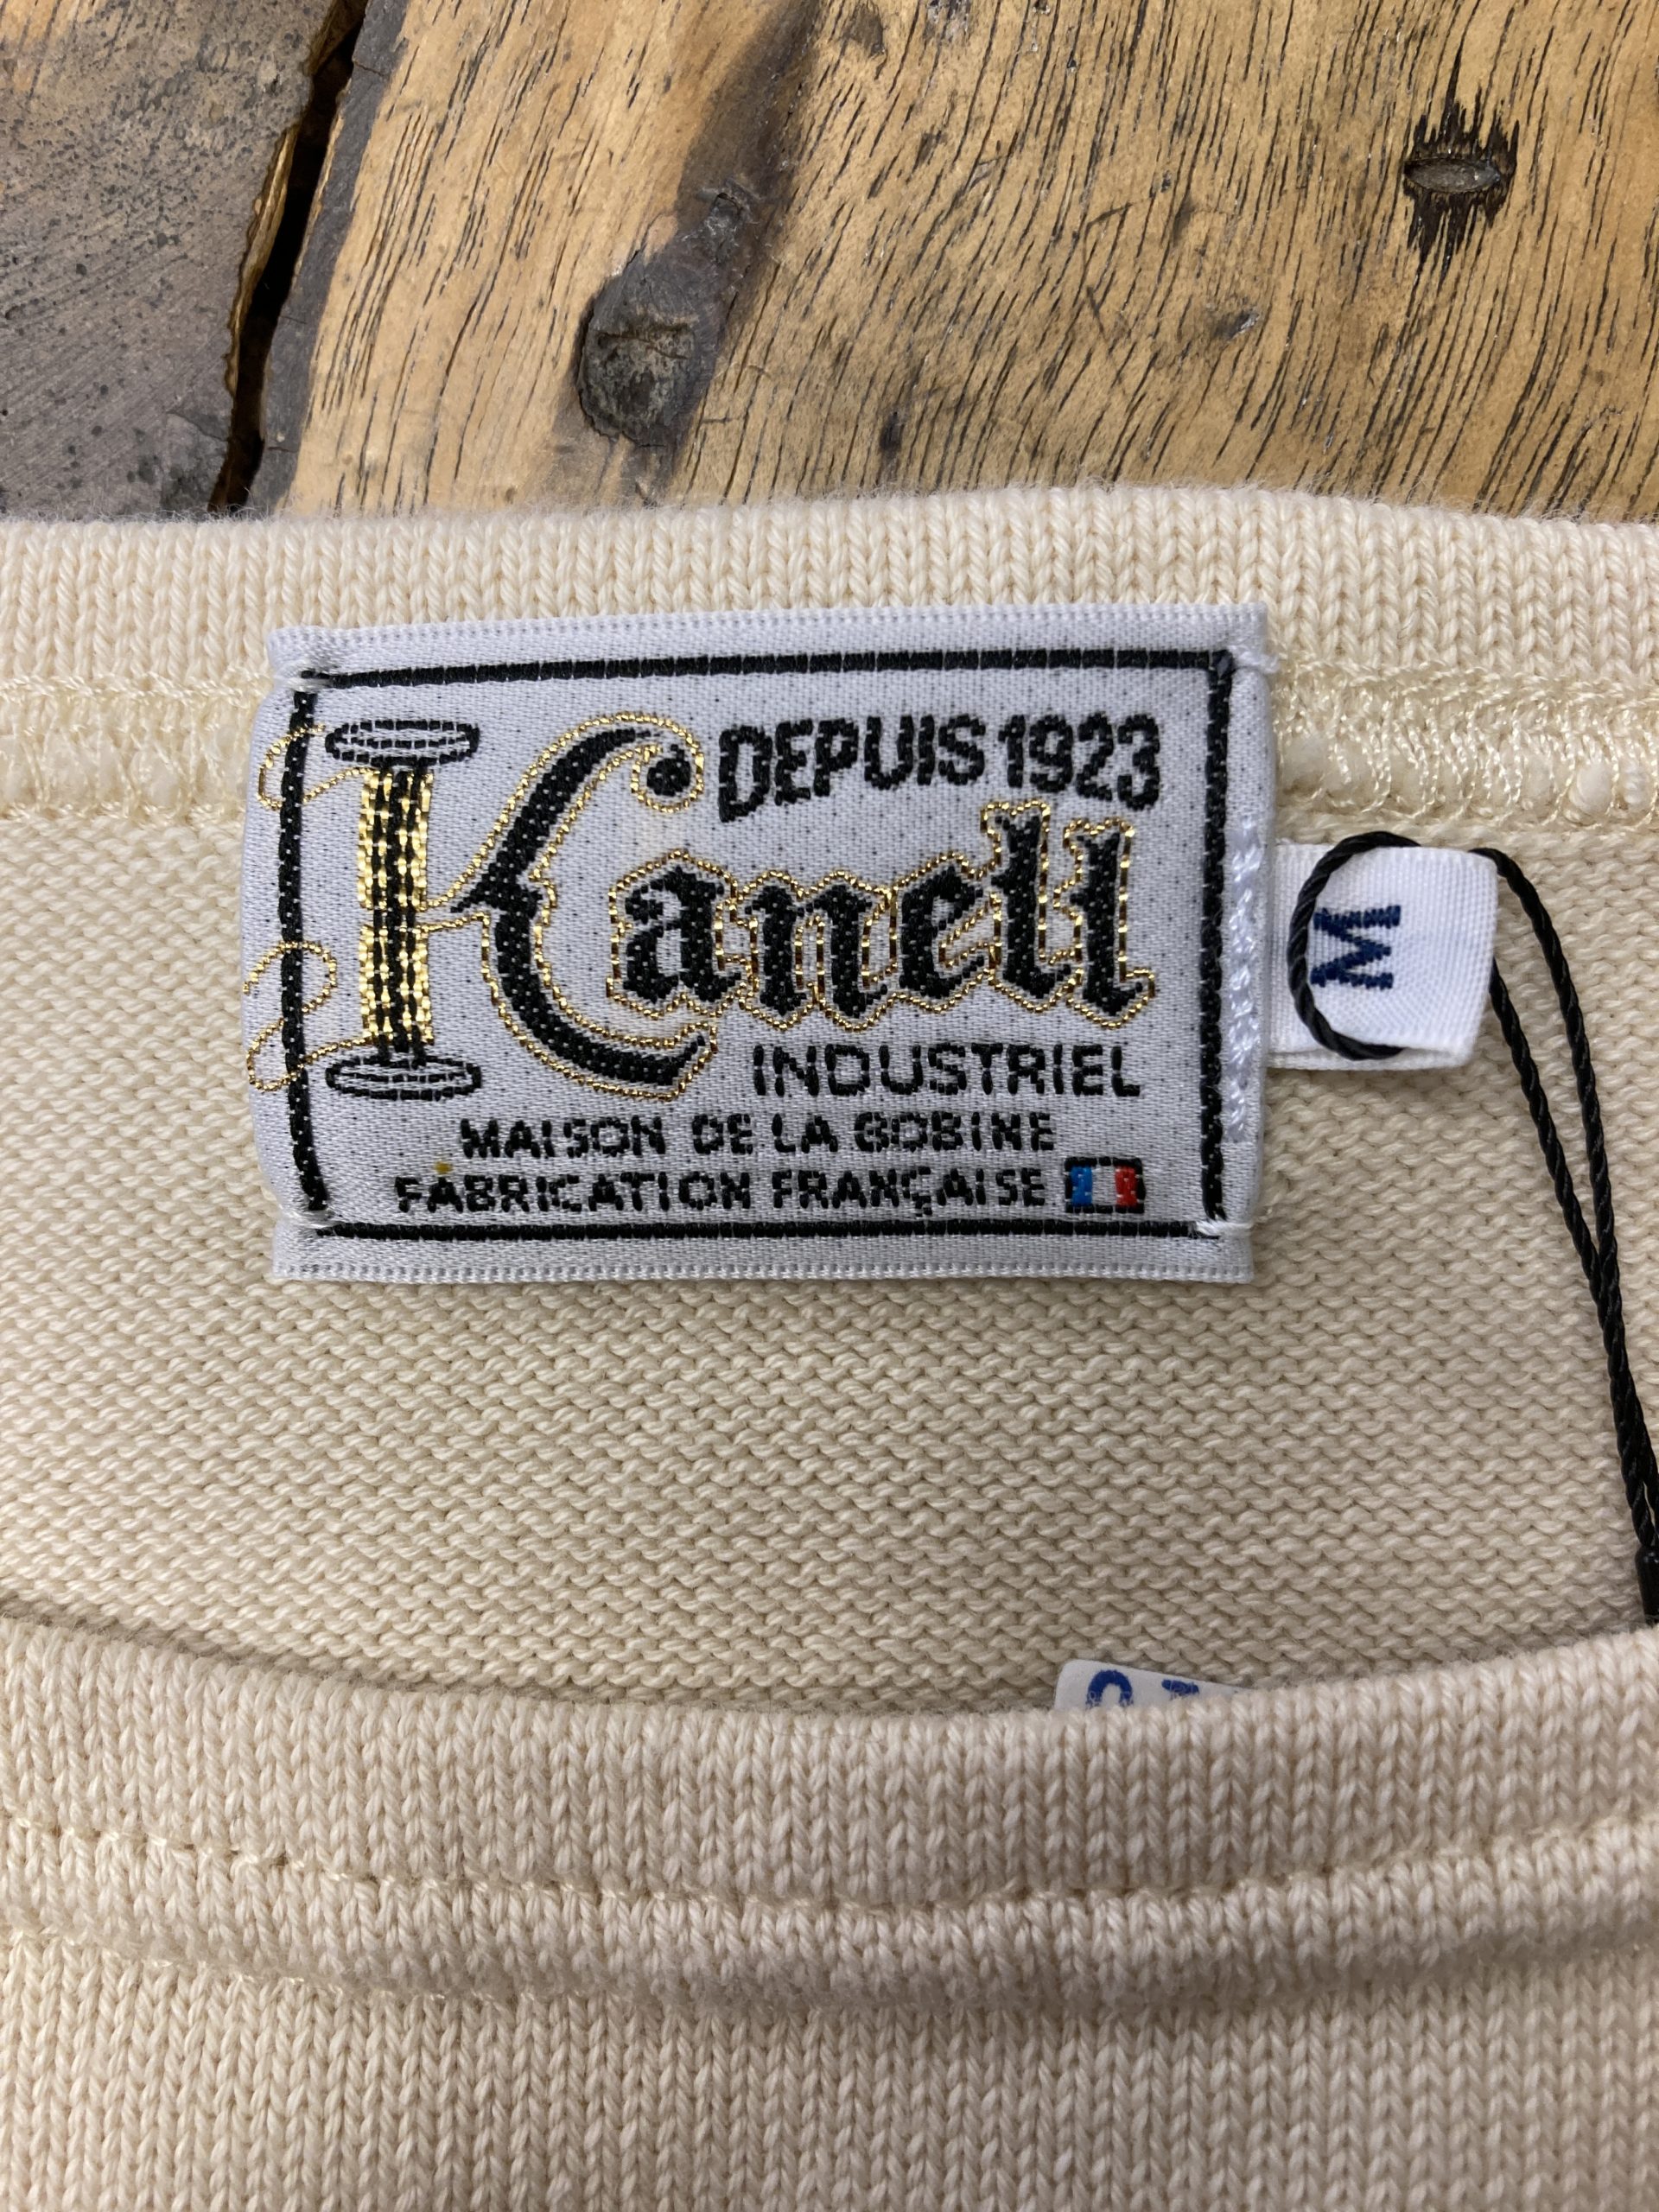 DEPUIS 1923
Kanell
INDUSTRIEL
MAISON DE LA BOBINE
FABRICATION FRANÇAISE
M